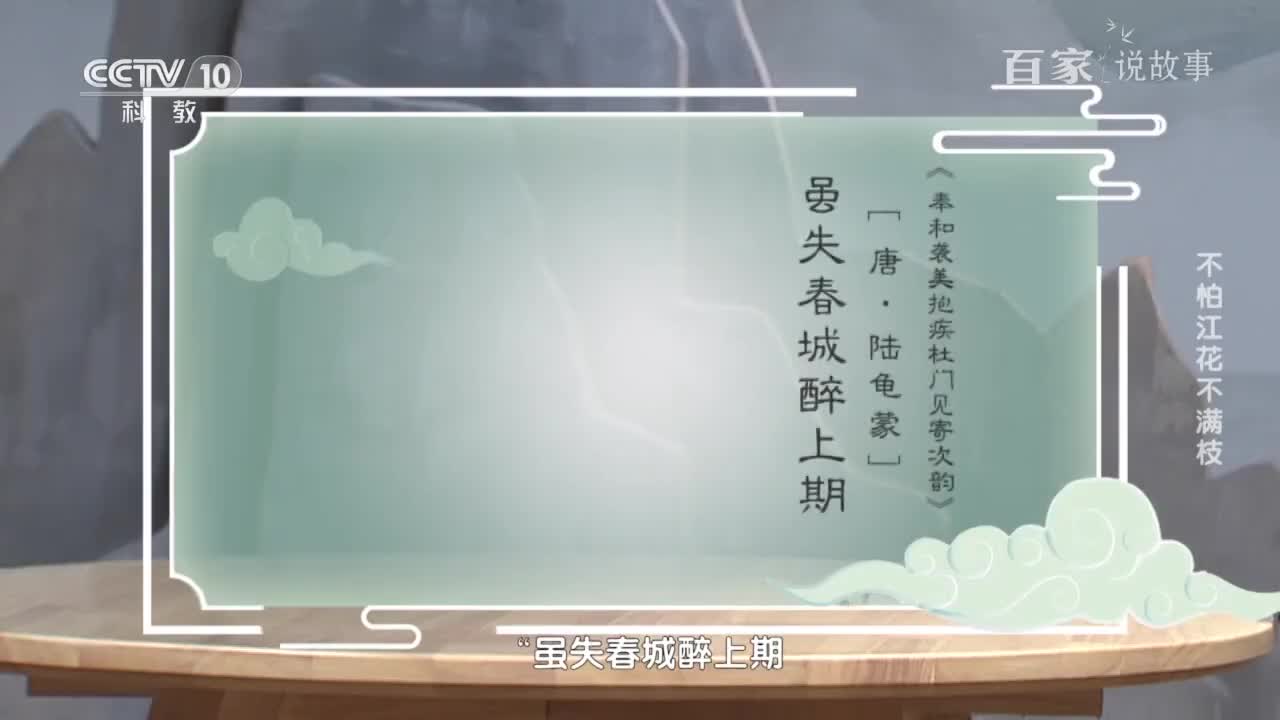 CCTV 10
科教
百家说故事
《奉和袭美抱疾杜门见寄次韵》
[唐·陆龟蒙]
虽失春城醉上期
不怕江花不满枝
“虽失春城醉上期